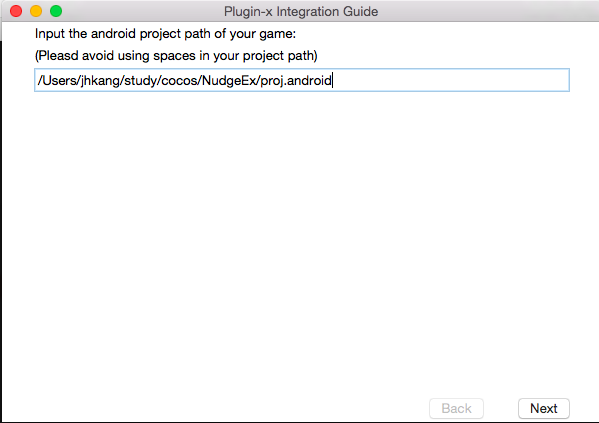 Plugin-x Integration Guide
Input the android project path of your game:
(Pleasd avoid using spaces in your project path)
/Users/jhkang/study/cocos/NudgeEx/proj.android
Back
Next